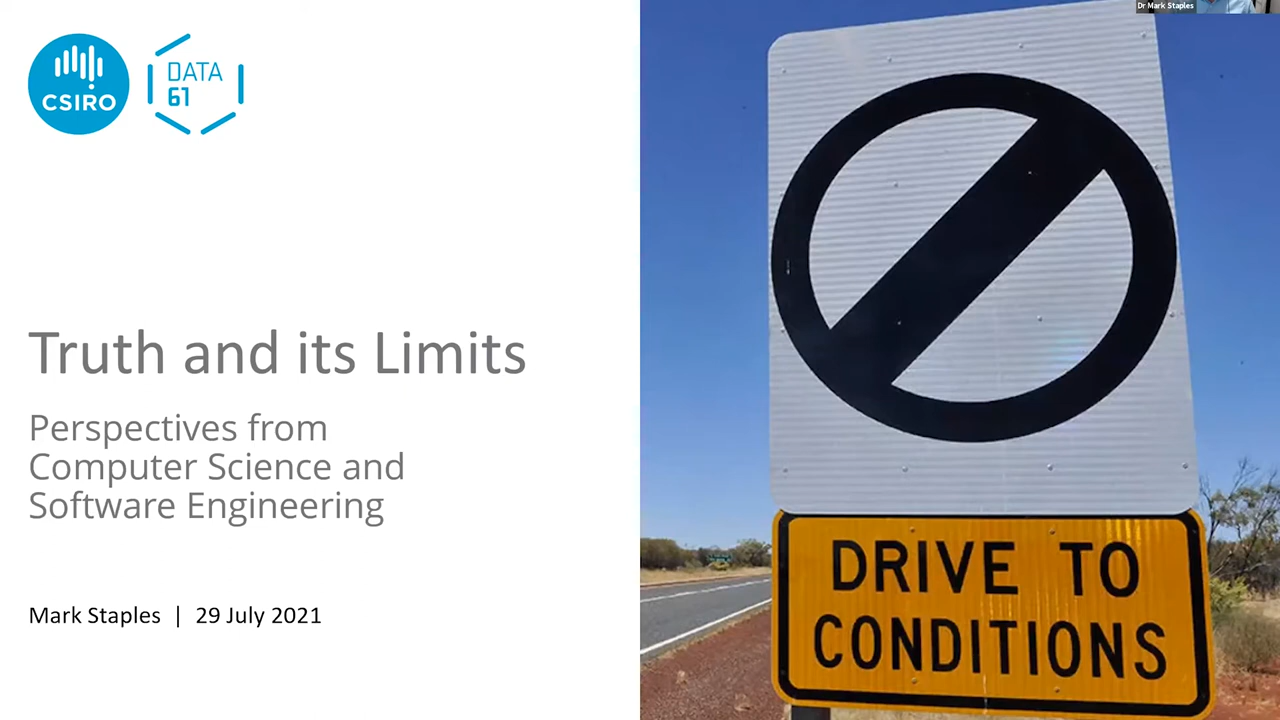 Dr Mark Staples
CSIRO
DATA
61
Truth and its Limits
Perspectives from
Computer Science and
Software Engineering
Mark Staples | 29 July 2021
DRIVE TO
CONDITIONS